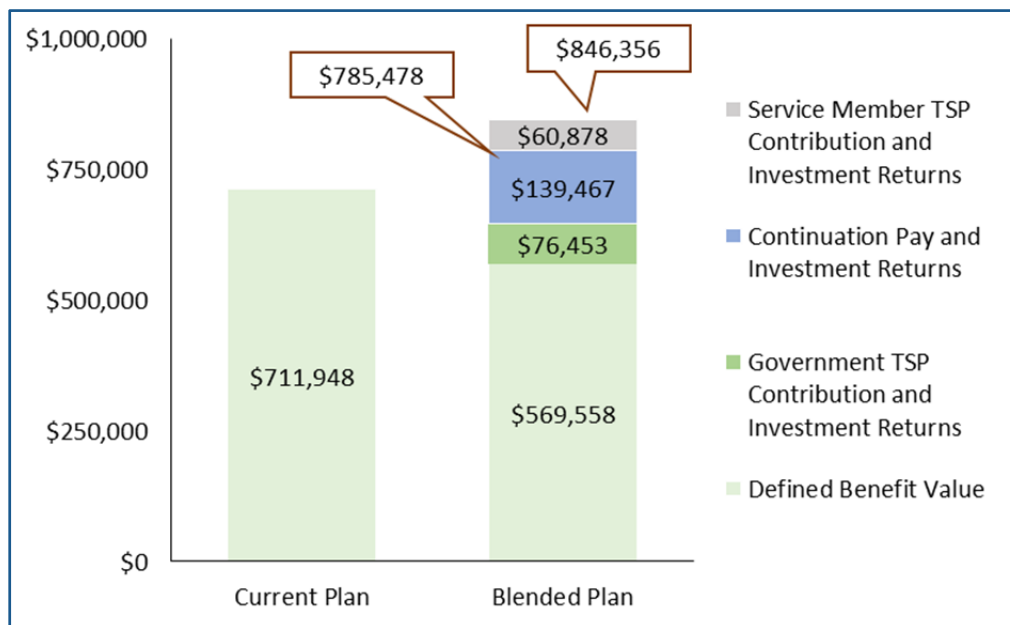 $1,000,000
$750,000
$500,000
$250,000
$0
$785,478
$846,356
$711,948
$60,878
$139,467
$76,453
$569,558
Current Plan
Blended Plan
Service Member TSP
Contribution and
Investment Returns
Continuation Pay and
Investment Returns
Government TSP
Contribution and
Investment Returns
Defined Benefit Value